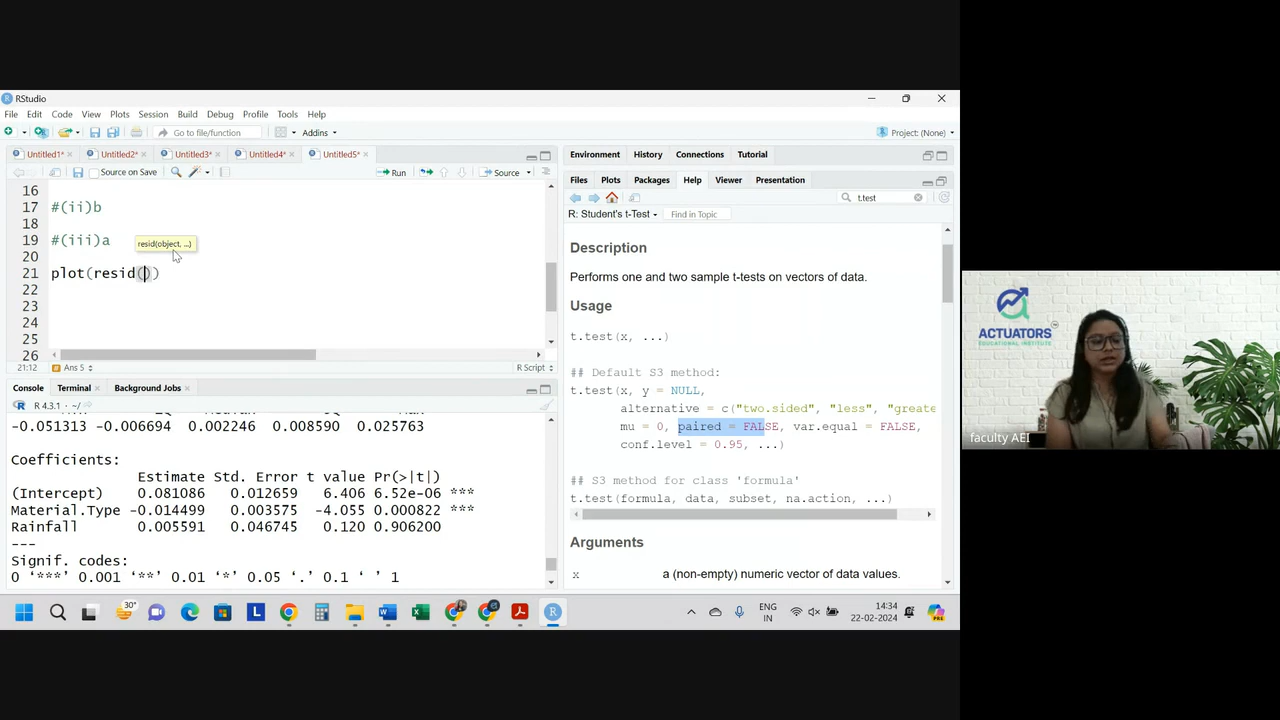 RStudio
File Edit Code View Plots Session Build Debug Profile Tools Help
Go to file/function Addins Project: (None)
Untitled1* Untitled2* Untitled3* Untitled4* Untitled5*
Source on Save Run Source
16
17 #(ii)b
18
19 #(iii)a
resid(object, ...)
20
21 plot(resid())
22
23
24
25
26
21:12 Ans 5 R Script
Console Terminal Background Jobs
R 4.3.1 · ~/
-0.051313 -0.006694 0.002246 0.008590 0.025763
Coefficients:
Estimate Std. Error t value Pr(>|t|)
(Intercept) 0.081086 0.012659 6.406 6.52e-06 ***
Material.Type -0.014499 0.003575 -4.055 0.000822 ***
Rainfall 0.005591 0.046745 0.120 0.906200
---
Signif. codes:
0 ‘***’ 0.001 ‘**’ 0.01 ‘*’ 0.05 ‘.’ 0.1 ‘ ’ 1
Environment History Connections Tutorial
Files Plots Packages Help Viewer Presentation
t.test
R: Student's t-Test Find in Topic
Description
Performs one and two sample t-tests on vectors of data.
Usage
t.test(x, ...)
## Default S3 method:
t.test(x, y = NULL,
alternative = c("two.sided", "less", "greate
mu = 0, paired = FALSE, var.equal = FALSE,
conf.level = 0.95, ...)
## S3 method for class 'formula'
t.test(formula, data, subset, na.action, ...)
Arguments
x a (non-empty) numeric vector of data values.
30°
ENG
IN
14:34
22-02-2024
ACTUATORS
EDUCATIONAL INSTITUTE
faculty AEI